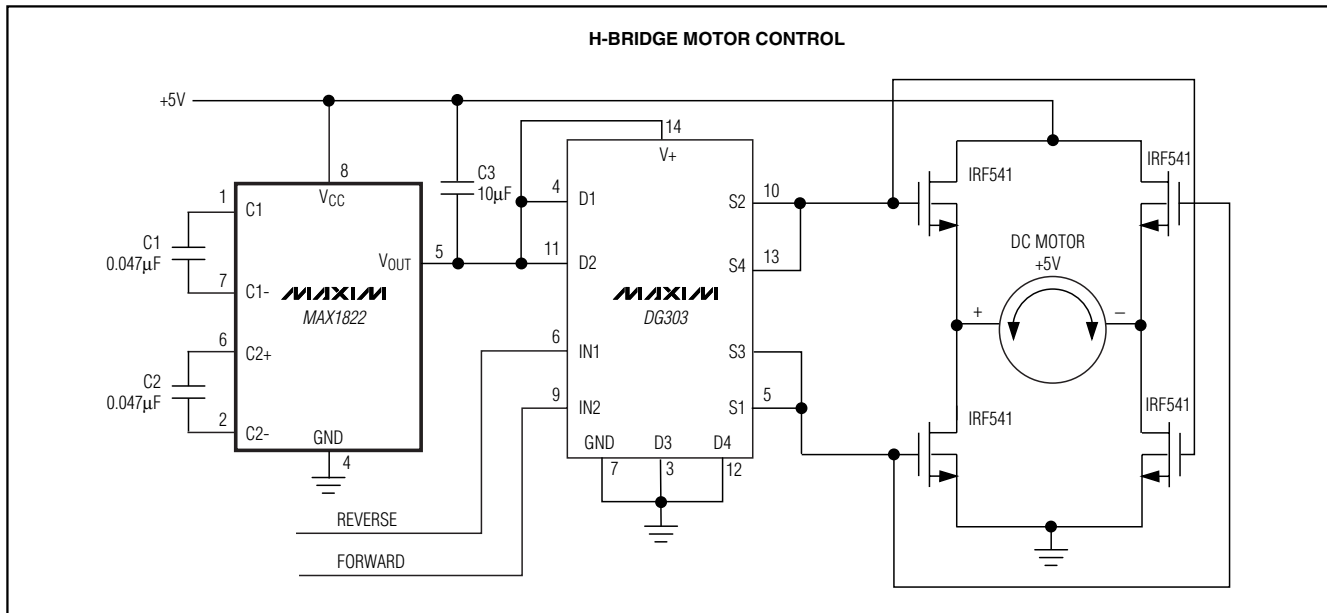 H-BRIDGE MOTOR CONTROL
+5V
8
VCC
1
C1
C1
0.047µF
7
C1-
MAXIM
MAX1822
VOUT
5
6
C2+
C2
0.047µF
2
C2-
GND
4
C3
10µF
14
V+
4
D1
11
D2
MAXIM
DG303
6
IN1
9
IN2
GND
7
D3
3
D4
12
S2
10
S4
13
S3
S1
5
REVERSE
FORWARD
IRF541
IRF541
DC MOTOR
+5V
+
–
IRF541
IRF541